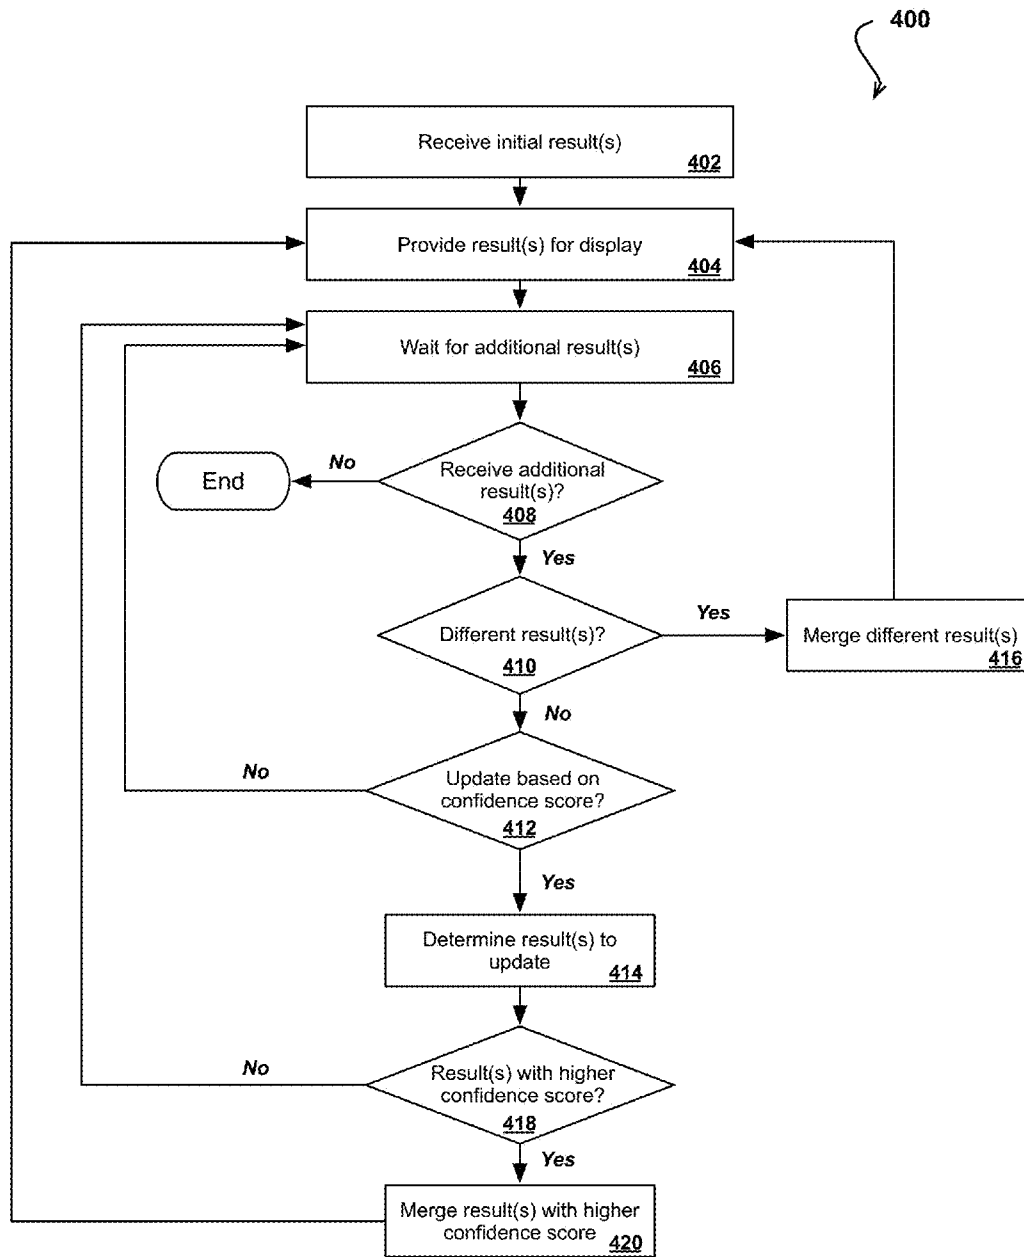 400
Receive initial result(s)
402
Provide result(s) for display
404
Wait for additional result(s)
406
End
No
Receive additional
result(s)?
408
Yes
Different result(s)?
410
Yes
Merge different result(s)
416
No
Update based on
confidence score?
412
No
Yes
Determine result(s) to
update
414
Result(s) with higher
confidence score?
418
No
Yes
Merge result(s) with higher
confidence score
420